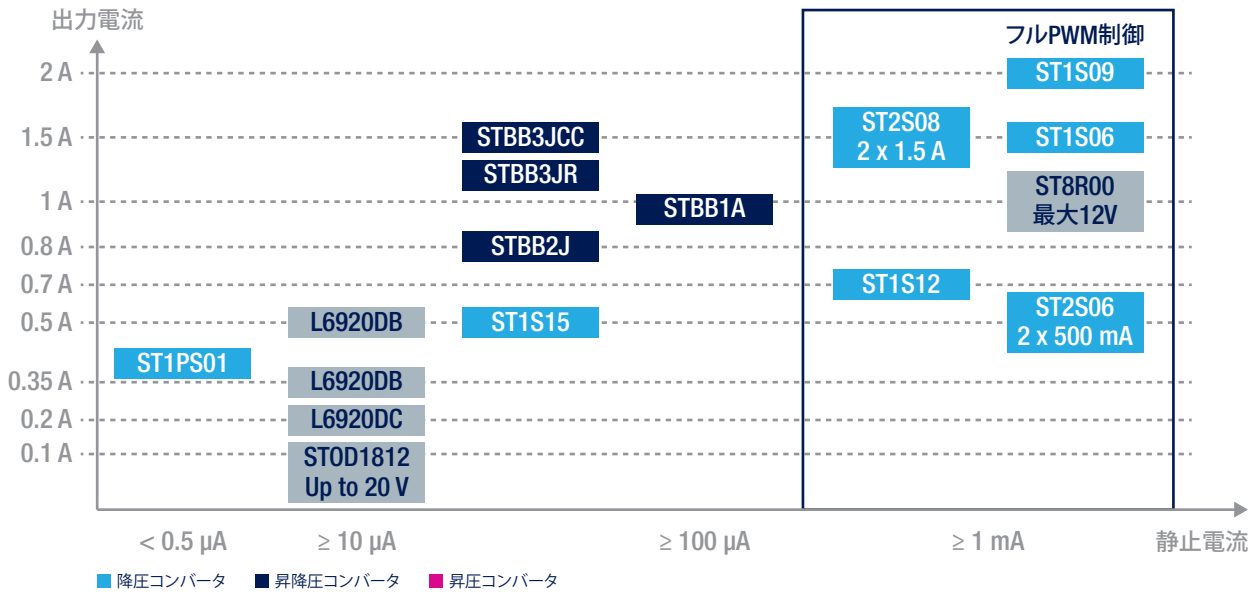 出力電流
フルPWM制御
2 A
ST1S09
1.5 A
STBB3JCC
ST2S08
2 x 1.5 A
ST1S06
STBB3JR
1 A
STBB1A
ST8R00
最大12V
0.8 A
STBB2J
0.7 A
ST1S12
0.5 A
L6920DB
ST1S15
ST2S06
2 x 500 mA
ST1PS01
0.35 A
L6920DB
0.2 A
L6920DC
0.1 A
STOD1812
Up to 20 V
< 0.5 µA
≥ 10 µA
≥ 100 µA
≥ 1 mA
静止電流
降圧コンバータ
昇降圧コンバータ
昇圧コンバータ